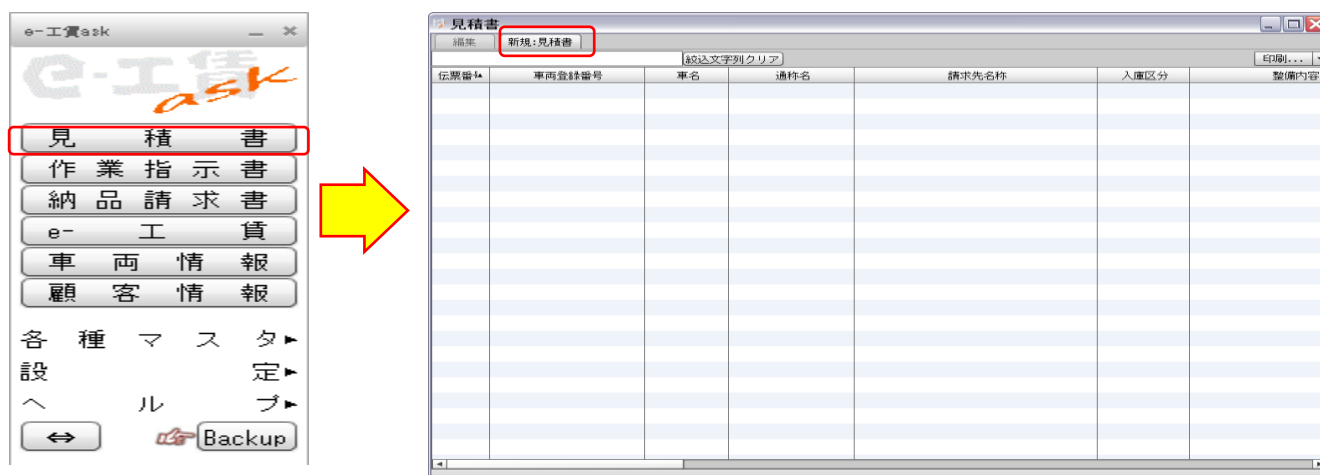 e-工賃ask
e-工賃
ask
見積書
作業指示書
納品請求書
e-工賃
車両情報
顧客情報
各種マスタ
設定
ヘルプ
⇔ Backup
見積書
編集 新規:見積書
絞込文字列クリア 印刷...
伝票番 車両登録番号 車名 通称名 請求先名称 入庫区分 整備内容